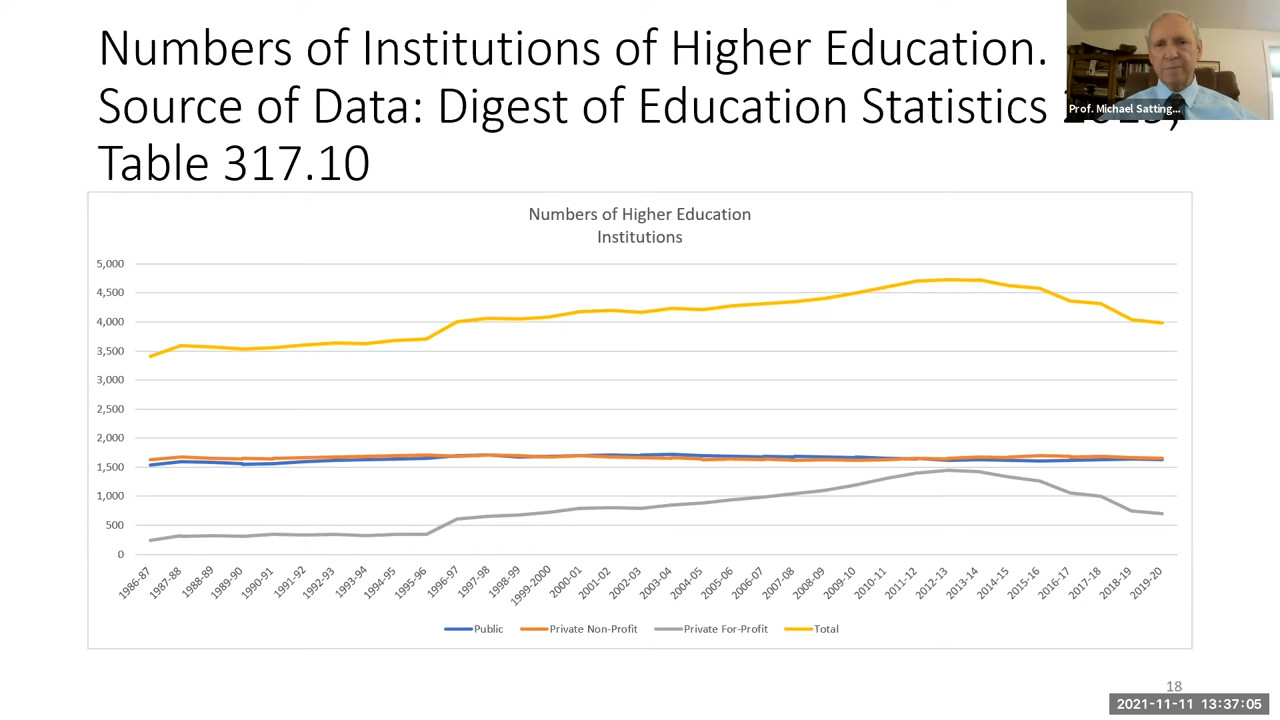 Numbers of Institutions of Higher Education.
Source of Data: Digest of Education Statistics
Table 317.10
Prof. Michael Satting...
Numbers of Higher Education
Institutions
5,000
4,500
4,000
3,500
3,000
2,500
2,000
1,500
1,000
500
0
1986-87 1987-88 1988-89 1989-90 1990-91 1991-92 1992-93 1993-94 1994-95 1995-96 1996-97 1997-98 1998-99 1999-2000 2000-01 2001-02 2002-03 2003-04 2004-05 2005-06 2006-07 2007-08 2008-09 2009-10 2010-11 2011-12 2012-13 2013-14 2014-15 2015-16 2016-17 2017-18 2018-19 2019-20
Public Private Non-Profit Private For-Profit Total
18
2021-11-11 13:37:05